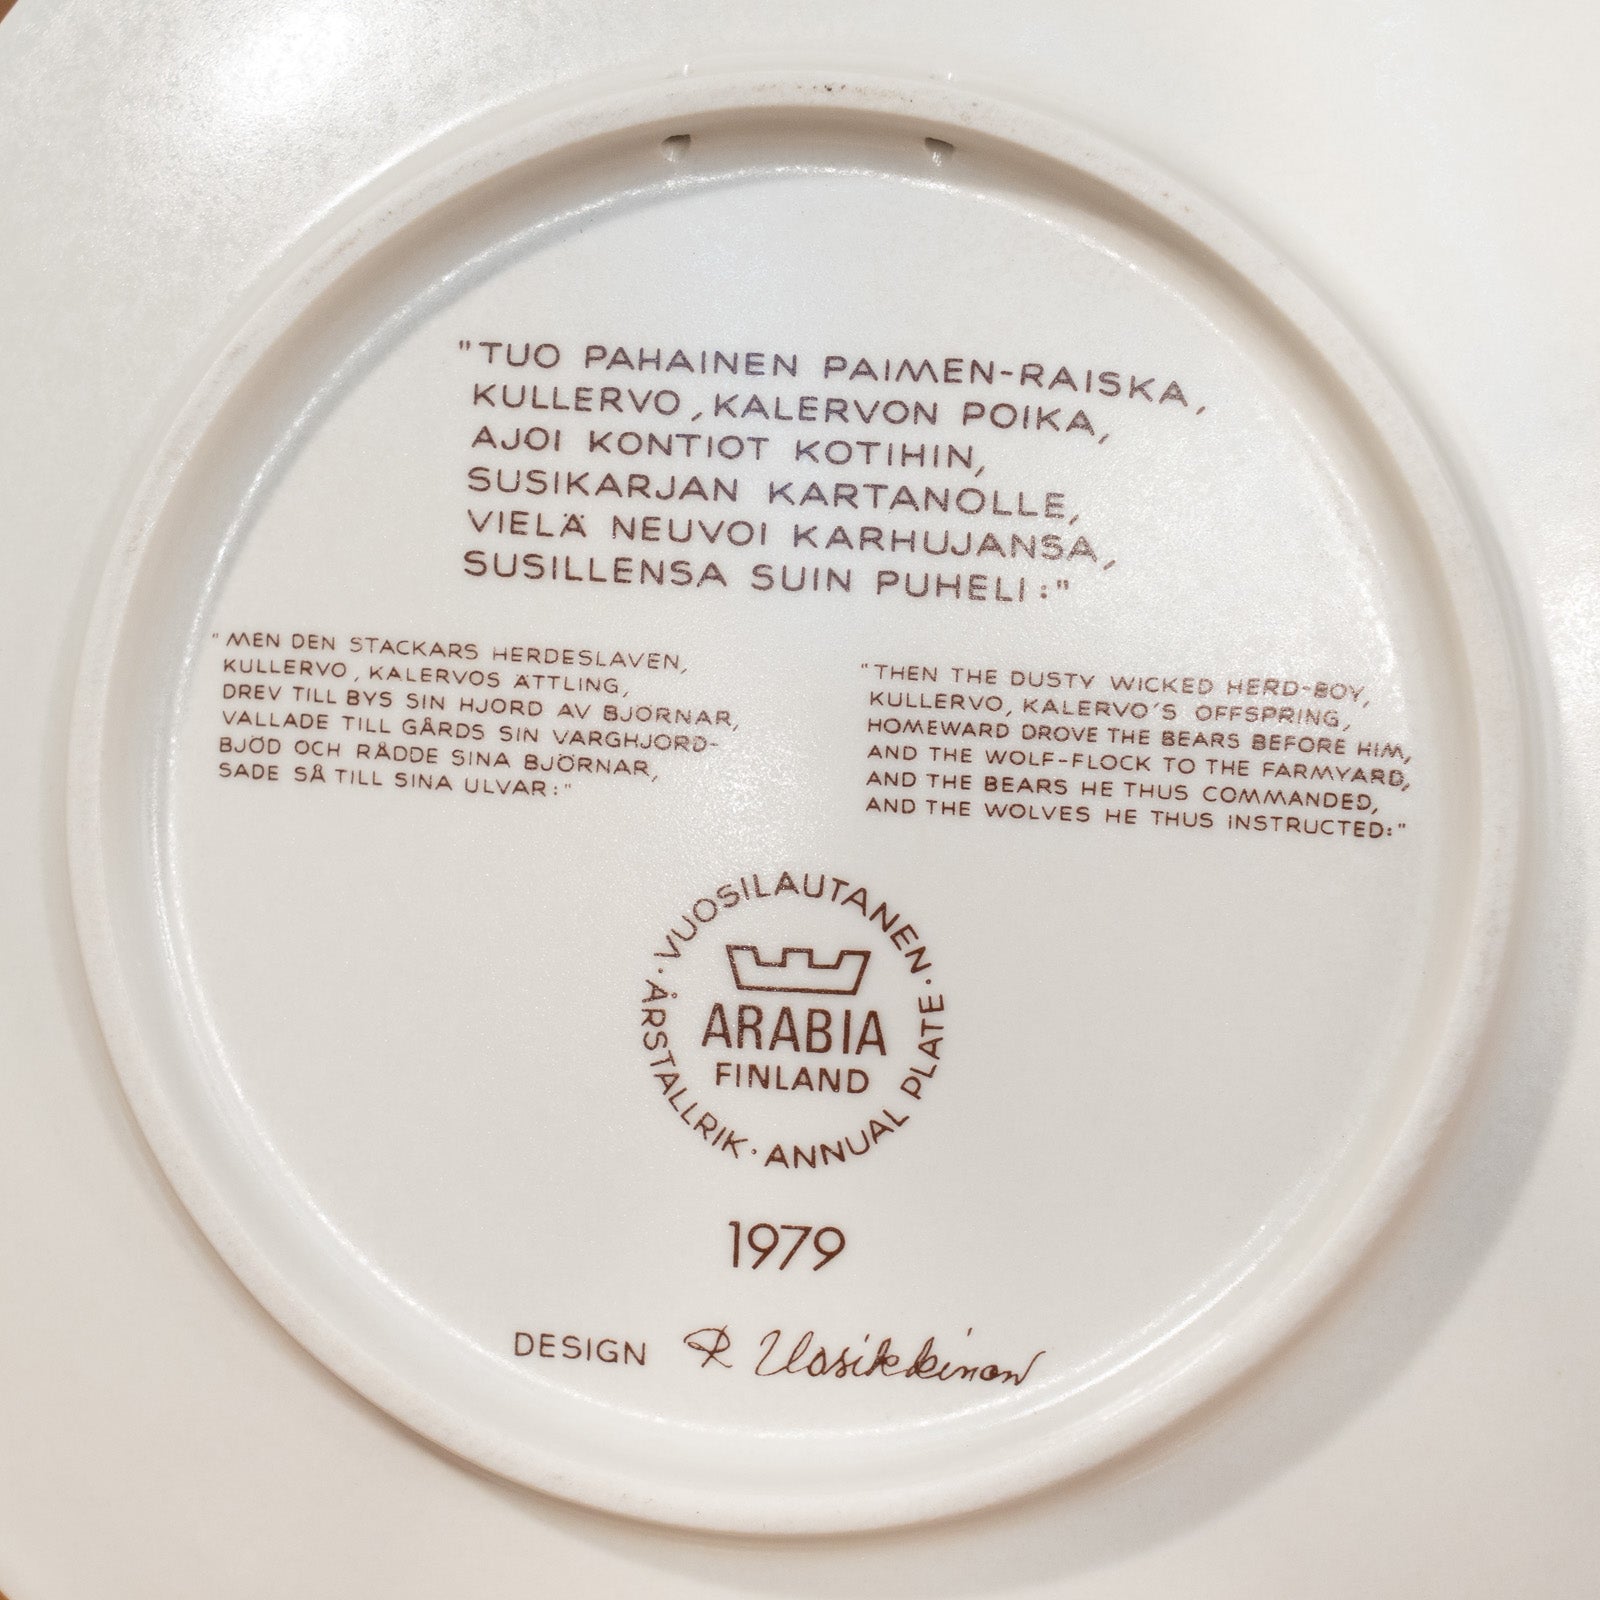 "TUO PAHAINEN PAIMEN-RAISKA,
KULLERVO, KALERVON POIKA,
AJOI KONTIOT KOTIHIN,
SUSIKARJAN KARTANOLLE,
VIELÄ NEUVOI KARHUJANSA,
SUSILLENSA SUIN PUHELI:"
"MEN DEN STACKARS HERDESLAVEN,
KULLERVO, KALERVOS ÄTTLING,
DREV TILL BYS SIN HJORD AV BJÖRNAR,
VALLADE TILL GÅRDS SIN VARGHJORD-
BJÖD OCH RÅDDE SINA BJÖRNAR,
SADE SÅ TILL SINA ULVAR:"
"THEN THE DUSTY WICKED HERD-BOY,
KULLERVO, KALERVO'S OFFSPRING,
HOMEWARD DROVE THE BEARS BEFORE HIM,
AND THE WOLF-FLOCK TO THE FARMYARD,
AND THE BEARS HE THUS COMMANDED,
AND THE WOLVES HE THUS INSTRUCTED:"
VUOSILAUTANEN · ANNUAL PLATE · ÅRSTALLRIK ·
ARABIA
FINLAND
1979
DESIGN R Uosikkinen